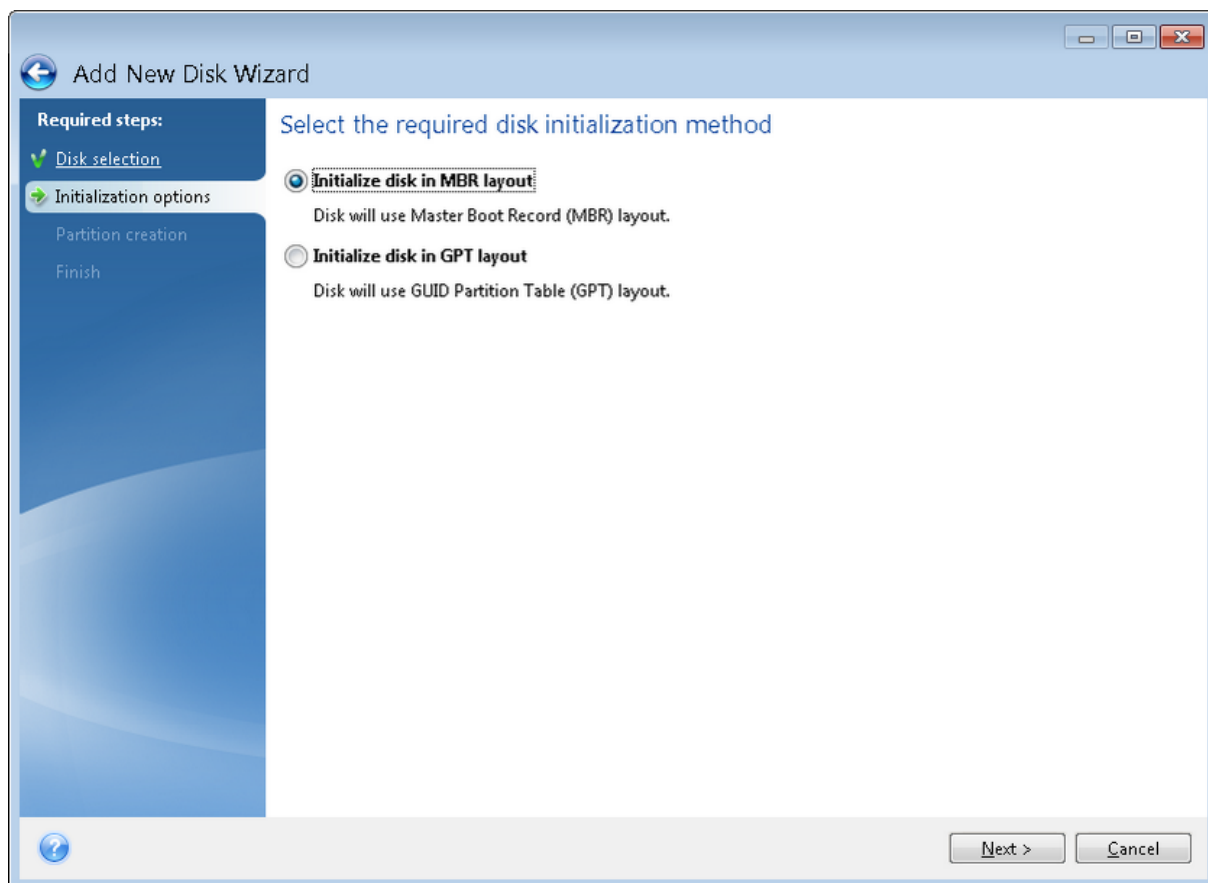 Add New Disk Wizard
Required steps:
Disk selection
Initialization options
Partition creation
Finish
Select the required disk initialization method
Initialize disk in MBR layout
Disk will use Master Boot Record (MBR) layout.
Initialize disk in GPT layout
Disk will use GUID Partition Table (GPT) layout.
?
Next >
Cancel